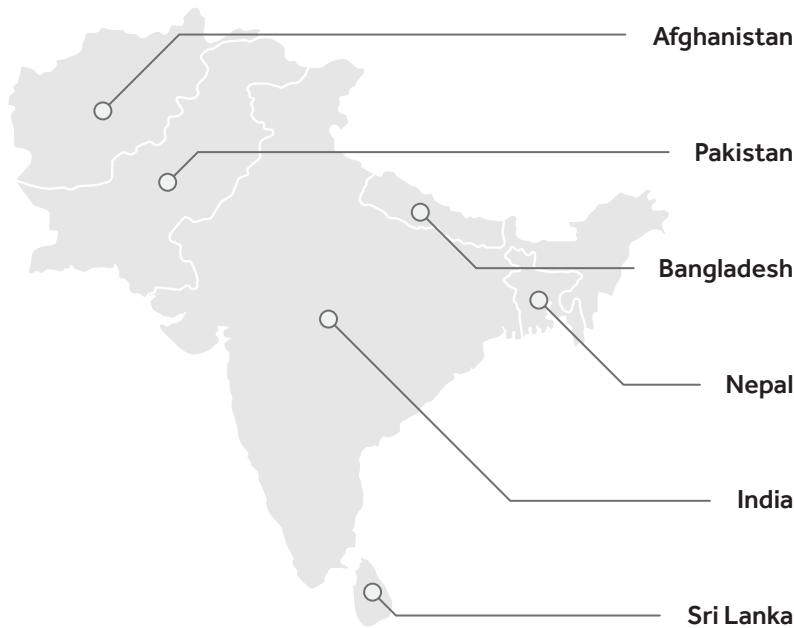 Afghanistan
Pakistan
Bangladesh
Nepal
India
Sri Lanka